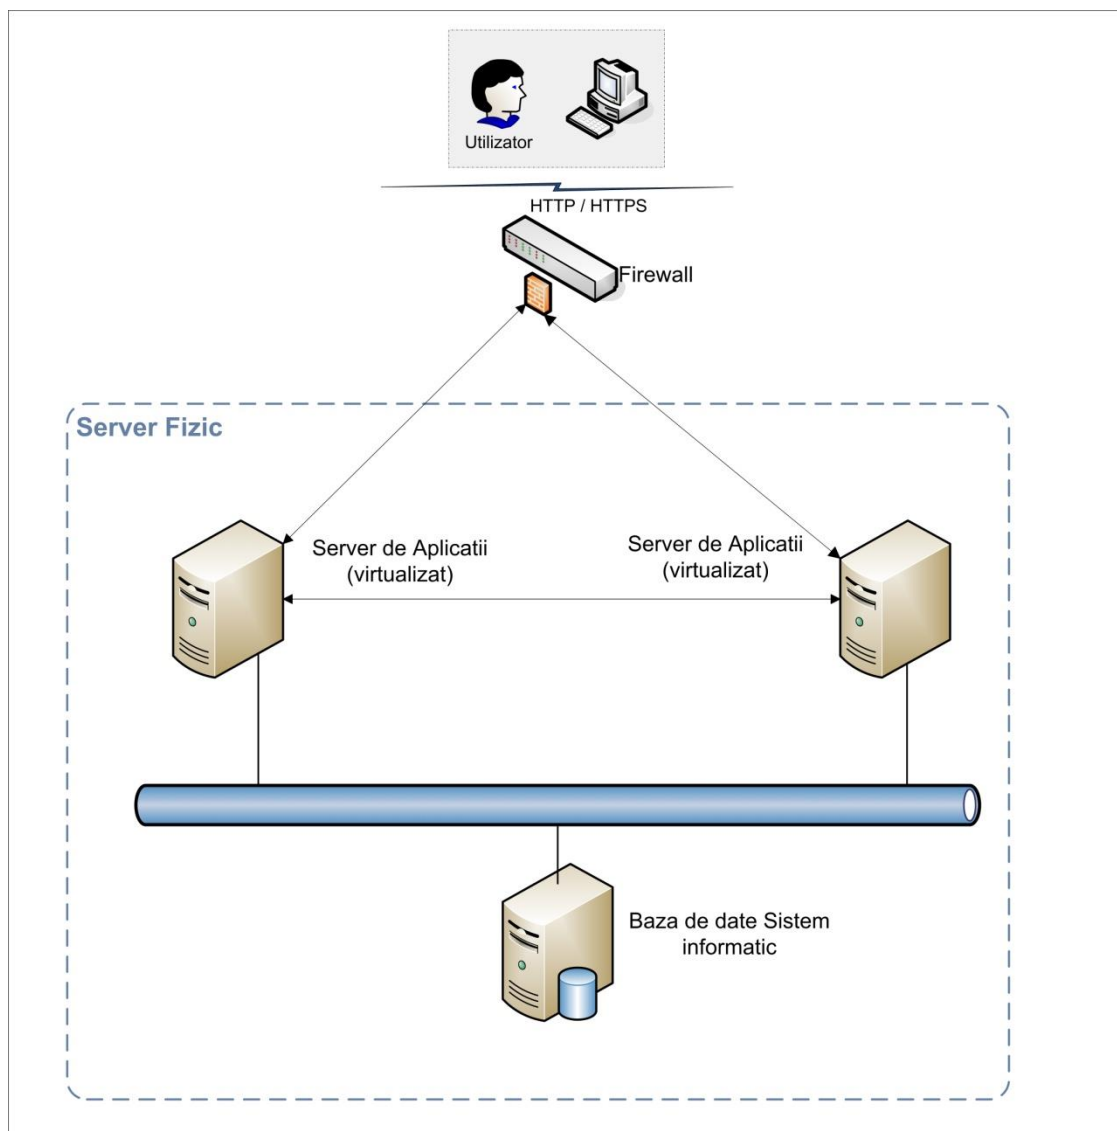 Utilizator
HTTP / HTTPS
Firewall
Server Fizic
Server de Aplicatii
(virtualizat)
Server de Aplicatii
(virtualizat)
Baza de date Sistem
informatic